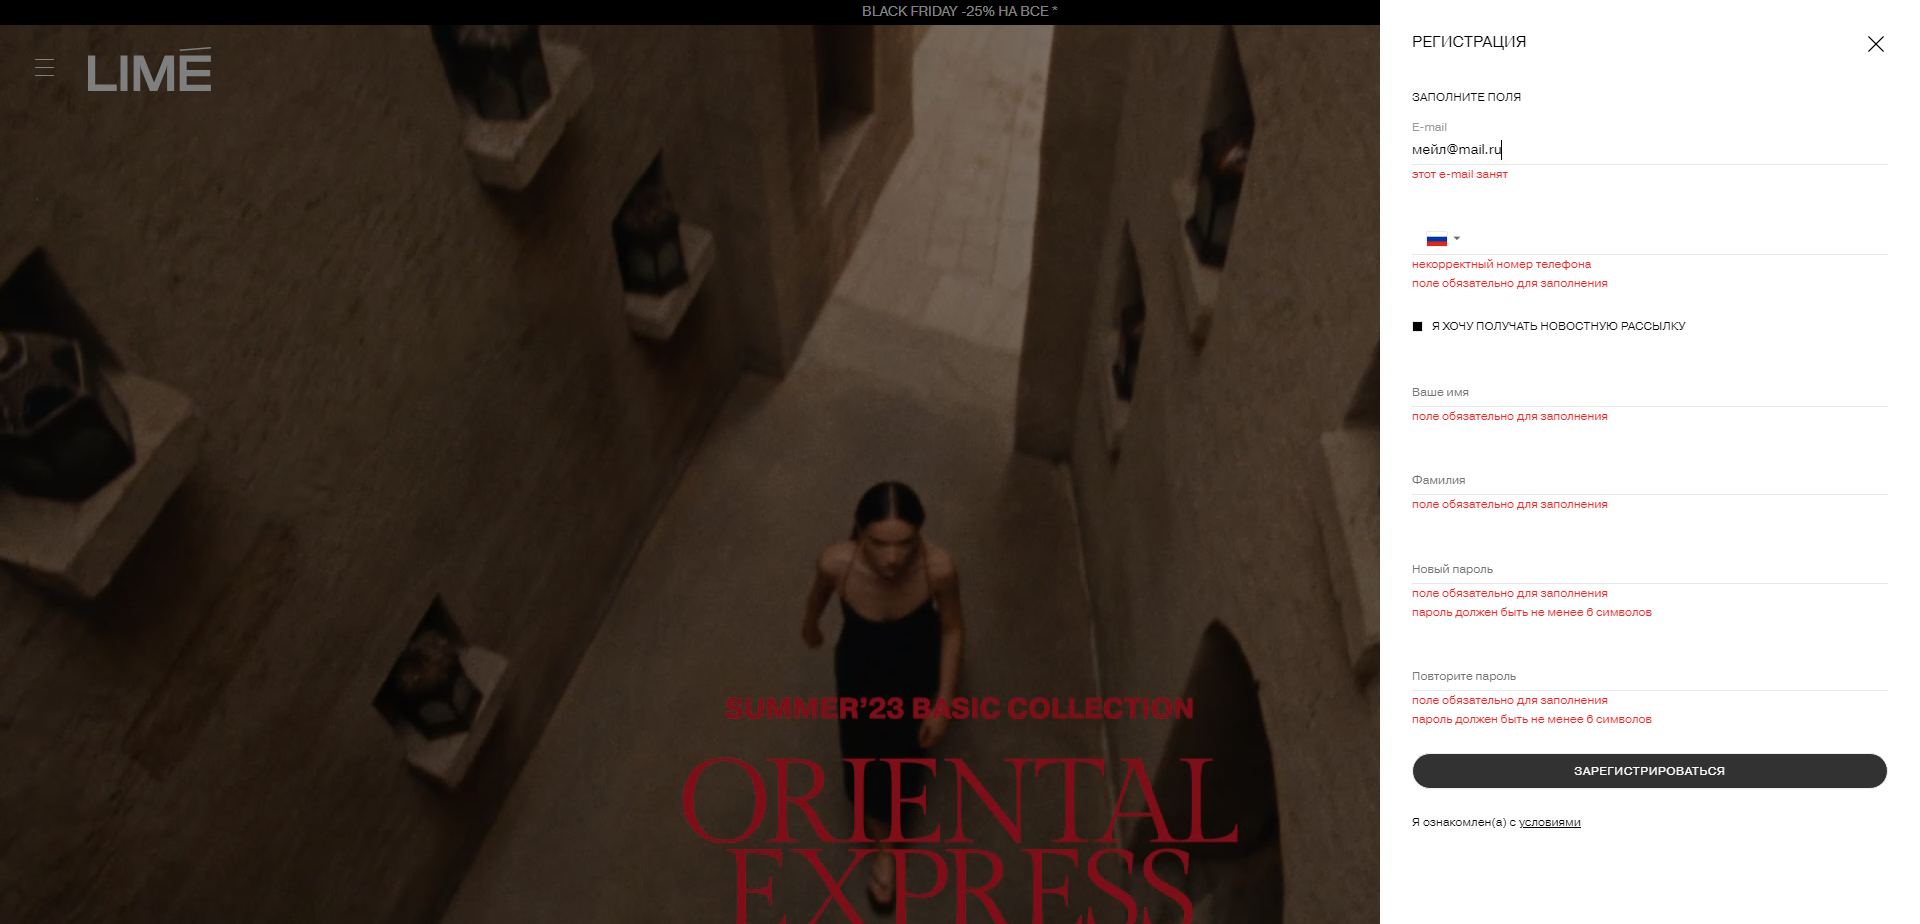 BLACK FRIDAY -25% НА ВСЕ *
LIMÉ
SUMMER’23 BASIC COLLECTION
ORIENTAL
EXPRESS
РЕГИСТРАЦИЯ
ЗАПОЛНИТЕ ПОЛЯ
E-mail
мейл@mail.ru
этот e-mail занят
некорректный номер телефона
поле обязательно для заполнения
Я ХОЧУ ПОЛУЧАТЬ НОВОСТНУЮ РАССЫЛКУ
Ваше имя
поле обязательно для заполнения
Фамилия
поле обязательно для заполнения
Новый пароль
поле обязательно для заполнения
пароль должен быть не менее 6 символов
Повторите пароль
поле обязательно для заполнения
пароль должен быть не менее 6 символов
ЗАРЕГИСТРИРОВАТЬСЯ
Я ознакомлен(а) с условиями